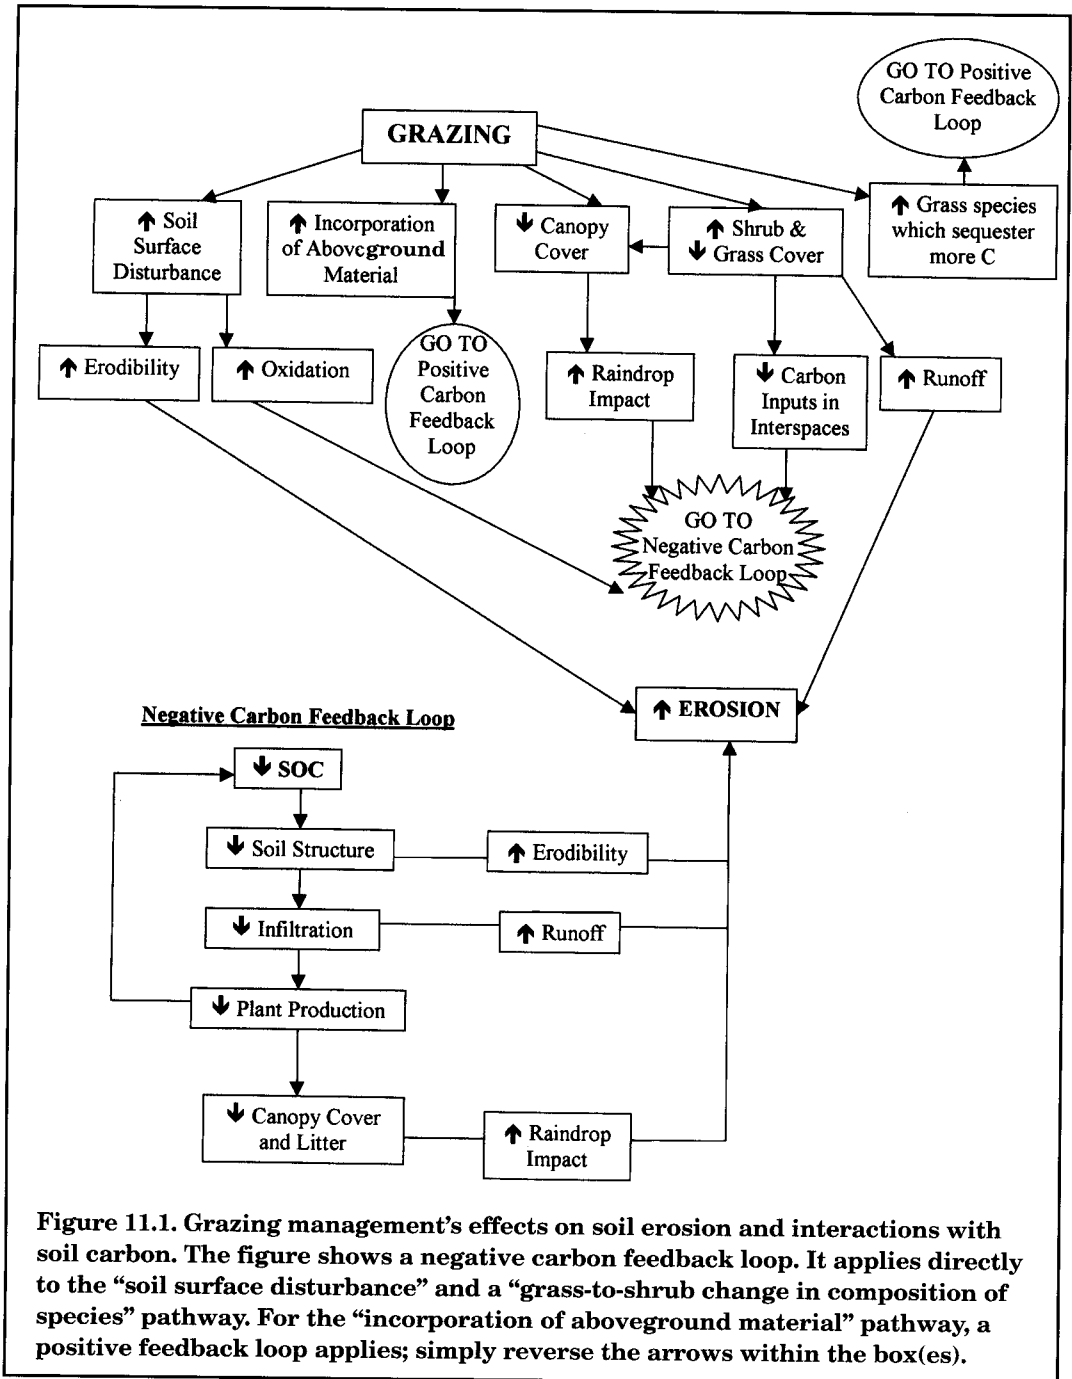 GO TO Positive
Carbon Feedback
Loop
GRAZING
↑ Soil
Surface
Disturbance
↑ Incorporation
of Aboveground
Material
↓ Canopy
Cover
↑ Shrub &
↓ Grass Cover
↑ Grass species
which sequester
more C
↑ Erodibility
↑ Oxidation
GO TO
Positive
Carbon
Feedback
Loop
↑ Raindrop
Impact
↓ Carbon
Inputs in
Interspaces
↑ Runoff
GO TO
Negative Carbon
Feedback Loop
↑ EROSION
Negative Carbon Feedback Loop
↓ SOC
↓ Soil Structure
↑ Erodibility
↓ Infiltration
↑ Runoff
↓ Plant Production
↓ Canopy Cover
and Litter
↑ Raindrop
Impact
Figure 11.1. Grazing management's effects on soil erosion and interactions with
soil carbon. The figure shows a negative carbon feedback loop. It applies directly
to the “soil surface disturbance” and a “grass-to-shrub change in composition of
species” pathway. For the “incorporation of aboveground material” pathway, a
positive feedback loop applies; simply reverse the arrows within the box(es).